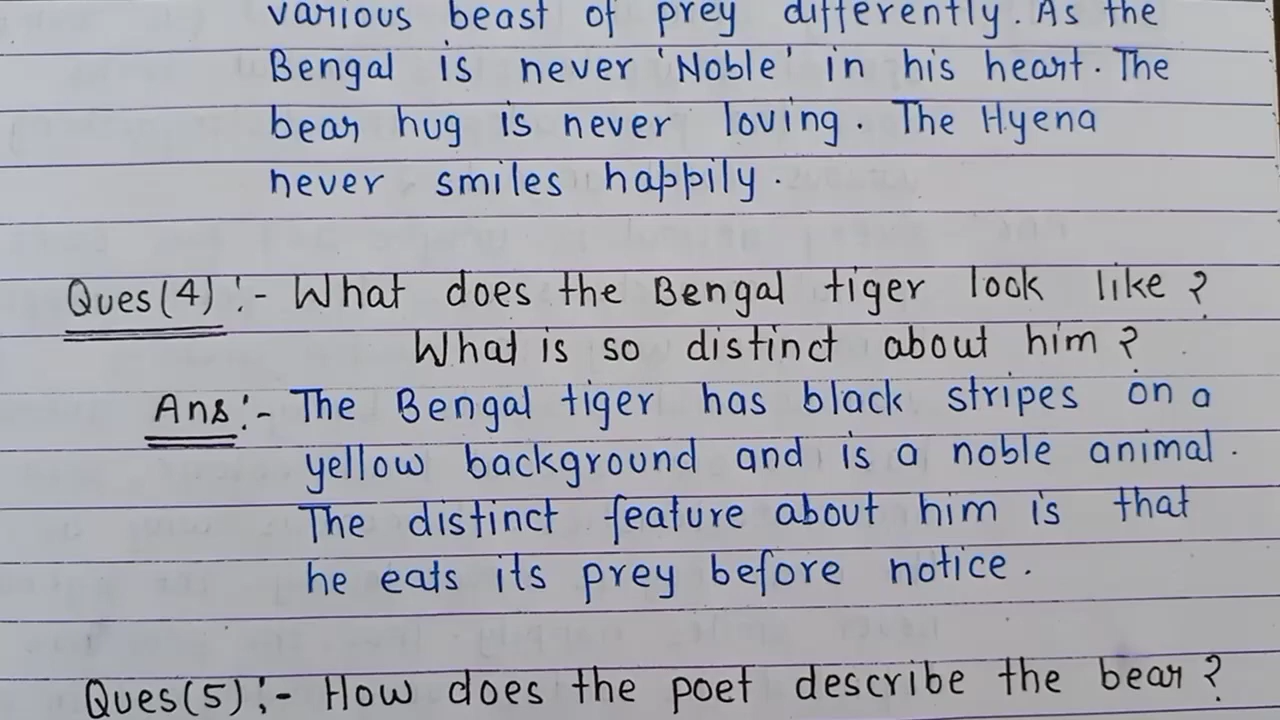 various beast of prey differently. As the
Bengal is never 'Noble' in his heart. The
bear hug is never loving. The Hyena
never smiles happily.
Ques(4):- What does the Bengal tiger look like?
What is so distinct about him?
Ans:- The Bengal tiger has black stripes on a
yellow background and is a noble animal.
The distinct feature about him is that
he eats its prey before notice.
Ques(5):- How does the poet describe the bear?